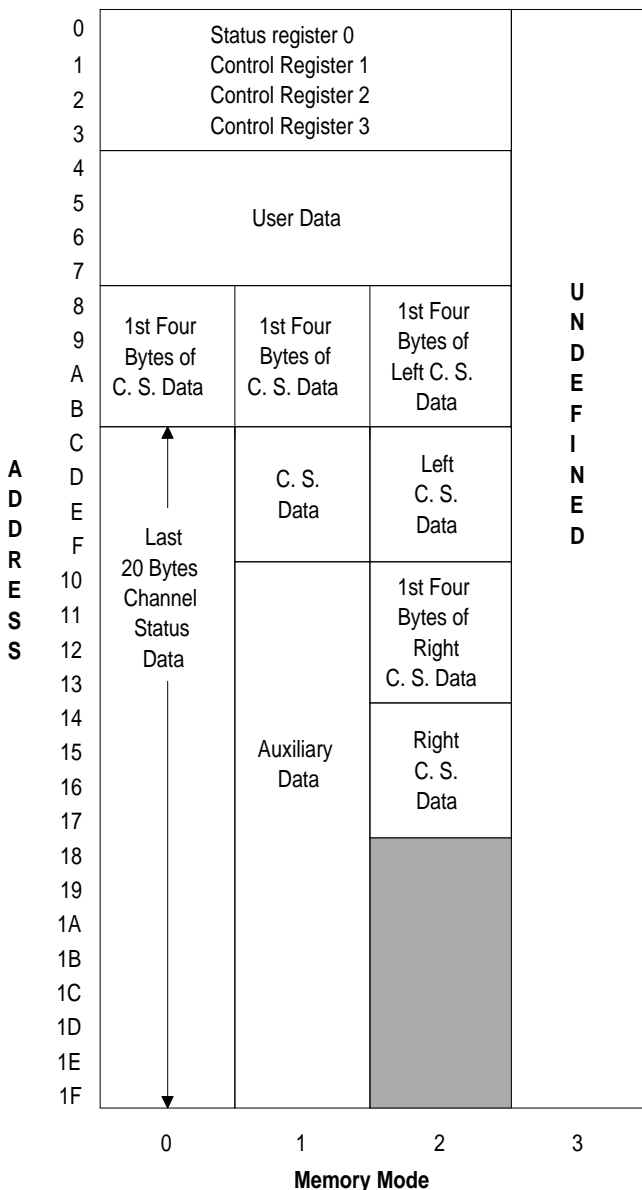 0
1
2
3
4
5
6
7
8
9
A
B
C
D
E
F
10
11
12
13
14
15
16
17
18
19
1A
1B
1C
1D
1E
1F
ADDRESS
Status register 0
Control Register 1
Control Register 2
Control Register 3
User Data
1st Four
Bytes of
C. S. Data
1st Four
Bytes of
C. S. Data
1st Four
Bytes of
Left C. S.
Data
Last
20 Bytes
Channel
Status
Data
C. S.
Data
Left
C. S.
Data
Auxiliary
Data
1st Four
Bytes of
Right
C. S. Data
Right
C. S.
Data
UNDEFINED
0 1 2 3
Memory Mode